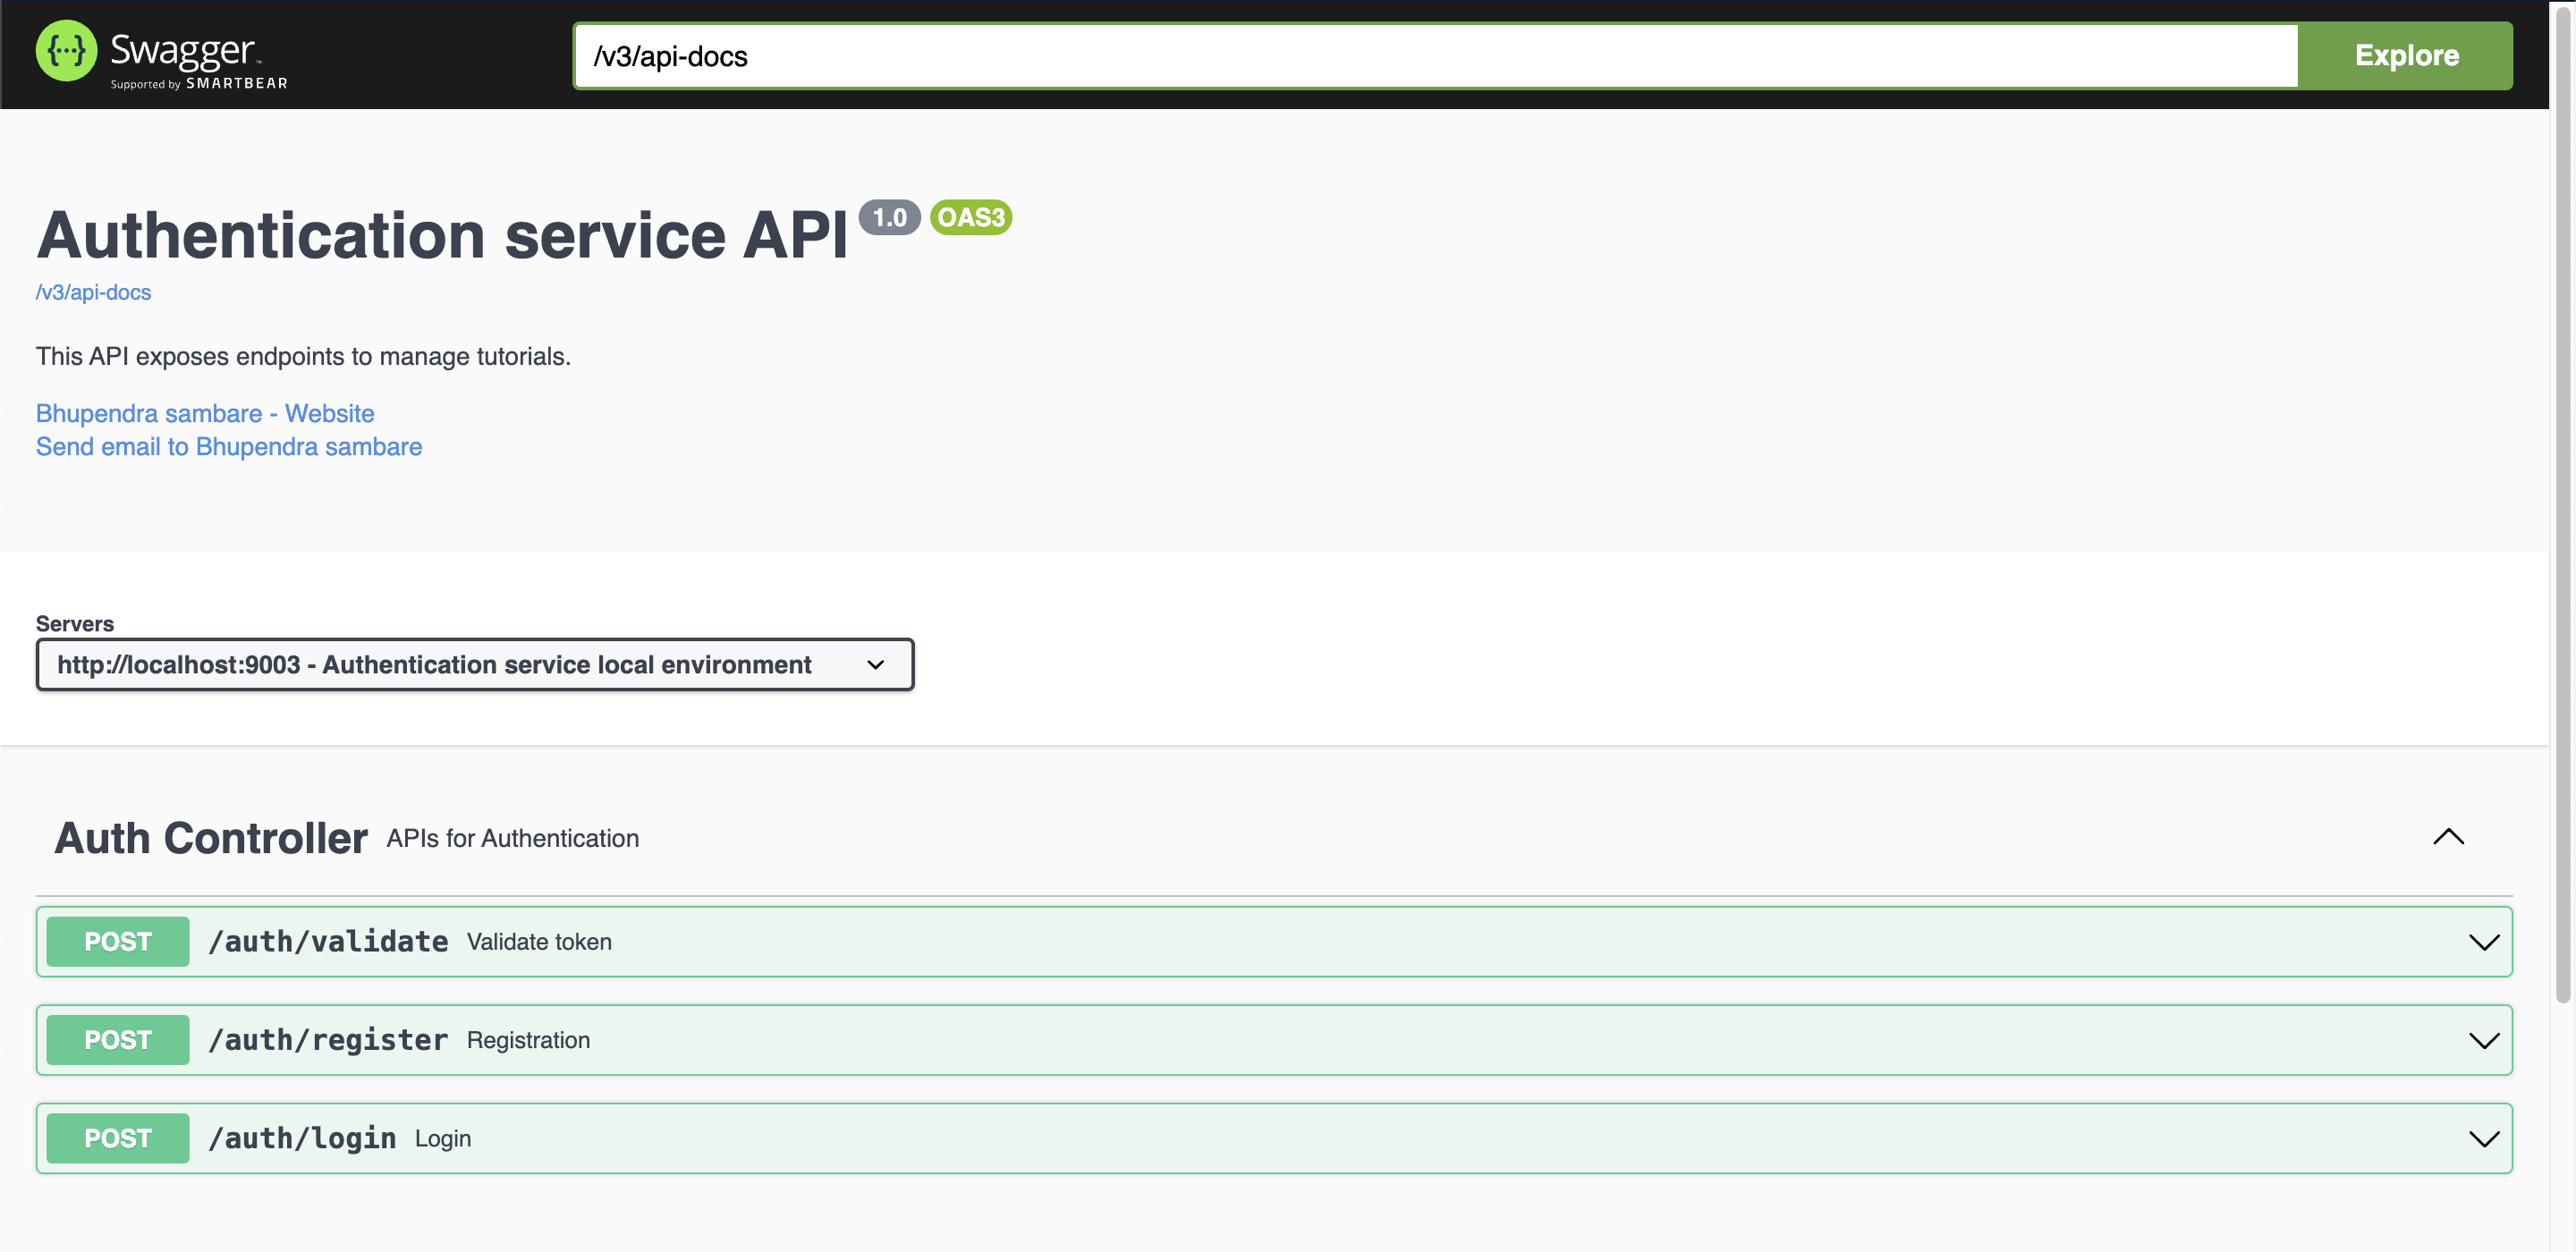 {···} Swagger™
Supported by SMARTBEAR
/v3/api-docs
Explore
Authentication service API 1.0 OAS3
/v3/api-docs
This API exposes endpoints to manage tutorials.
Bhupendra sambare - Website
Send email to Bhupendra sambare
Servers
http://localhost:9003 - Authentication service local environment
Auth Controller APIs for Authentication
POST /auth/validate Validate token
POST /auth/register Registration
POST /auth/login Login